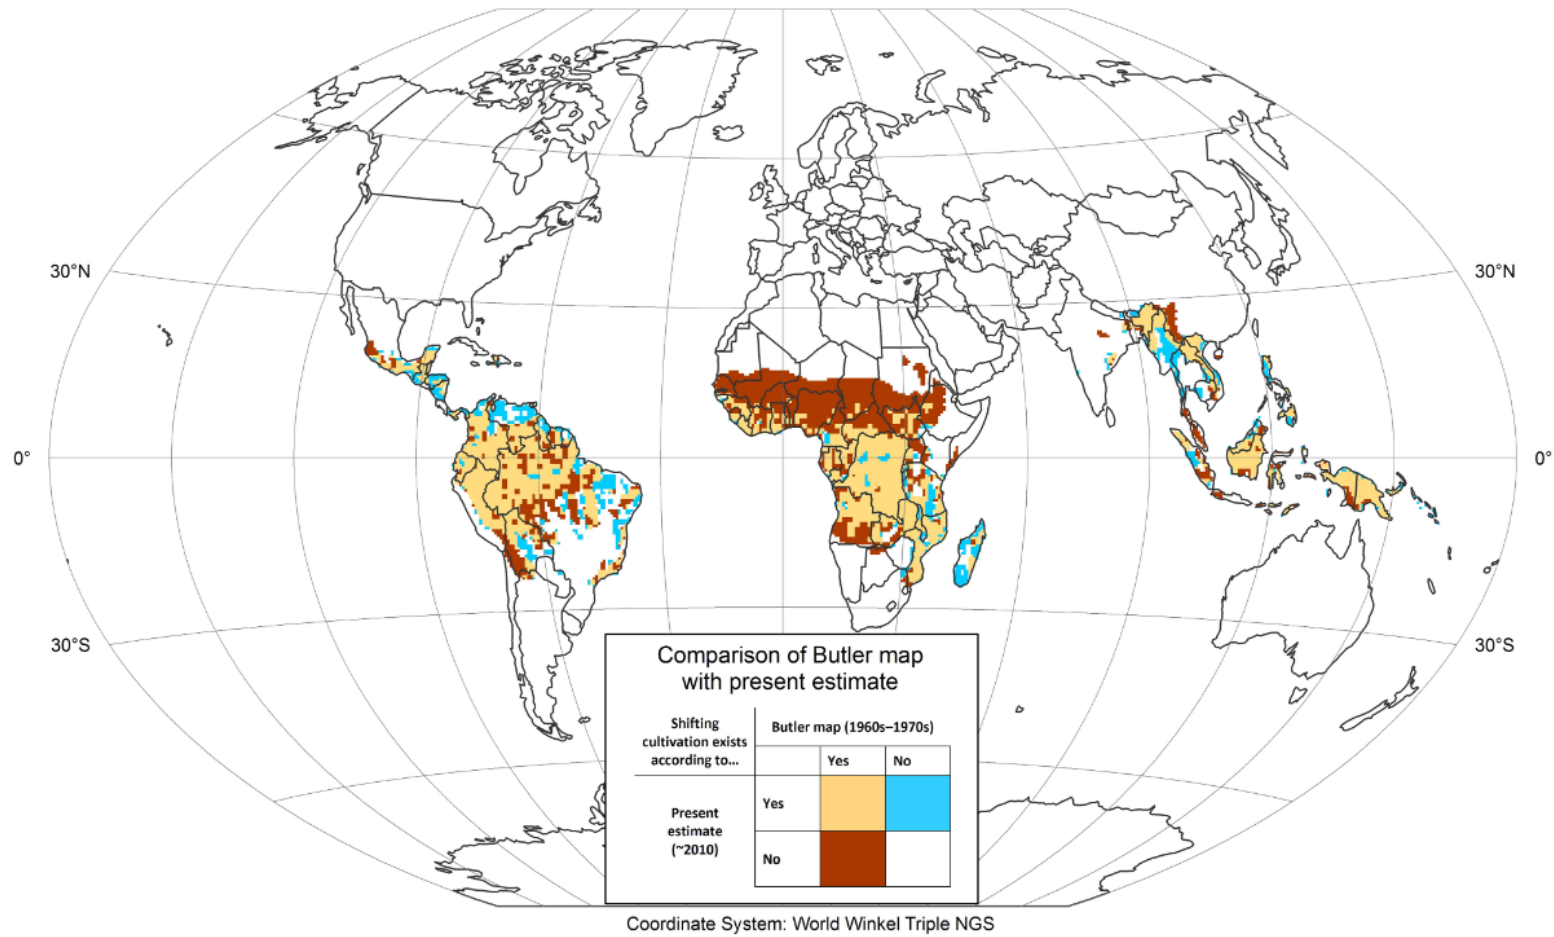 30°N
30°N
0°
0°
30°S
30°S
Comparison of Butler map
with present estimate
Shifting
cultivation exists
according to...
Butler map (1960s–1970s)
Yes
No
Present
estimate
(~2010)
Yes
No
Coordinate System: World Winkel Triple NGS